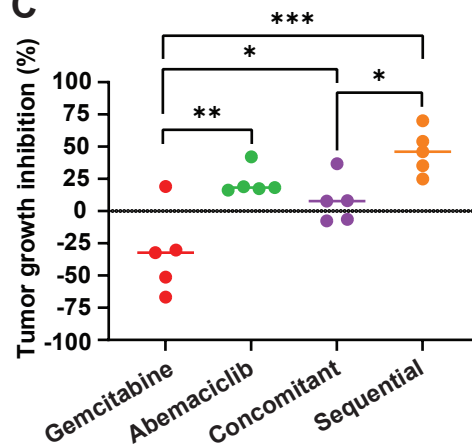 C
***
*
*
**
Tumor growth inhibition (%)
100
75
50
25
0
-25
-50
-75
-100
Gemcitabine
Abemaciclib
Concomitant
Sequential